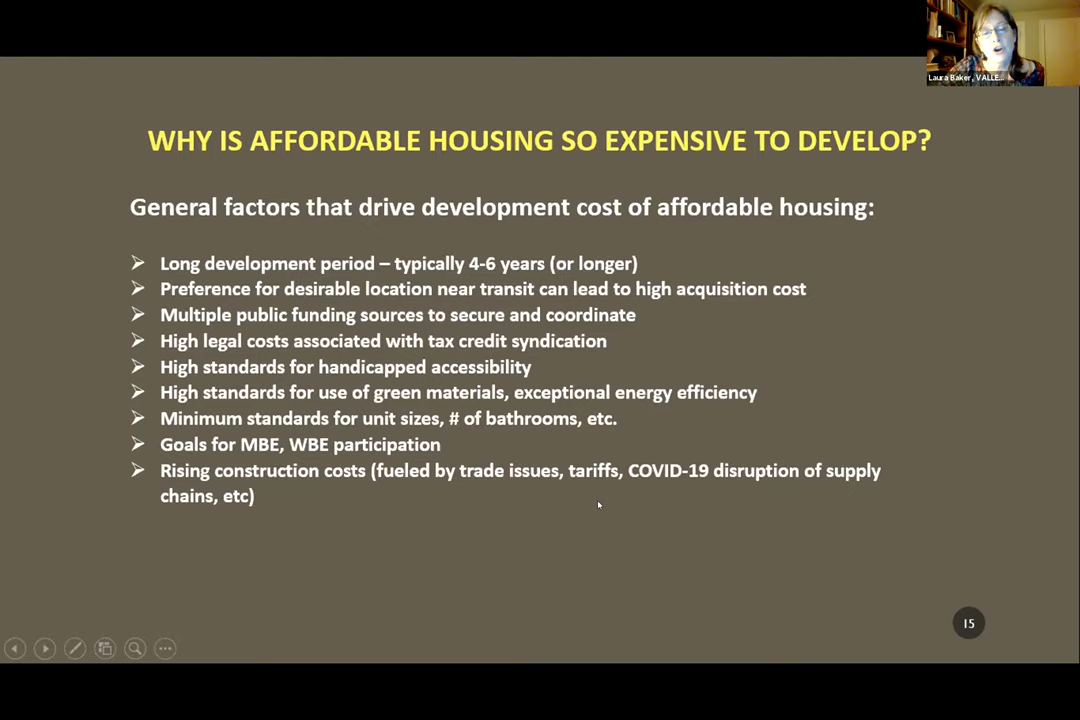 Laura Baker, VALLE...
WHY IS AFFORDABLE HOUSING SO EXPENSIVE TO DEVELOP?
General factors that drive development cost of affordable housing:
➢ Long development period – typically 4-6 years (or longer)
➢ Preference for desirable location near transit can lead to high acquisition cost
➢ Multiple public funding sources to secure and coordinate
➢ High legal costs associated with tax credit syndication
➢ High standards for handicapped accessibility
➢ High standards for use of green materials, exceptional energy efficiency
➢ Minimum standards for unit sizes, # of bathrooms, etc.
➢ Goals for MBE, WBE participation
➢ Rising construction costs (fueled by trade issues, tariffs, COVID-19 disruption of supply
chains, etc)
15